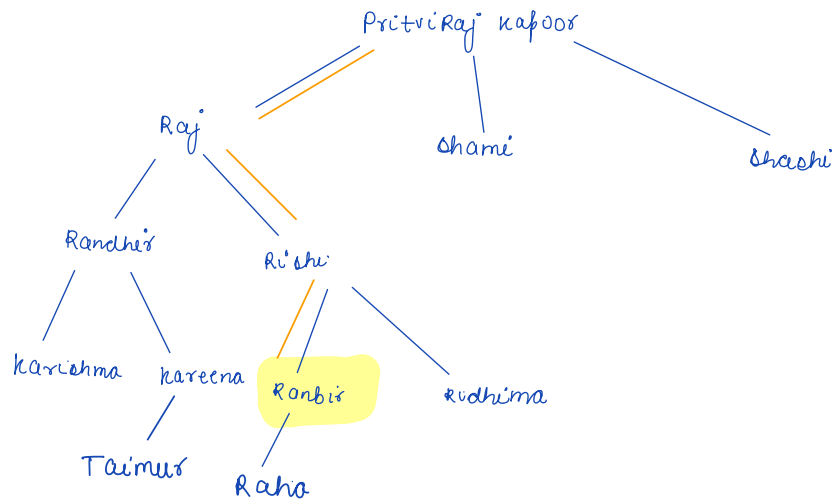 PritviRaj Kapoor
Raj
Shami
Shashi
Randhir
Rishi
Karishma
Kareena
Ranbir
Ridhima
Taimur
Raha